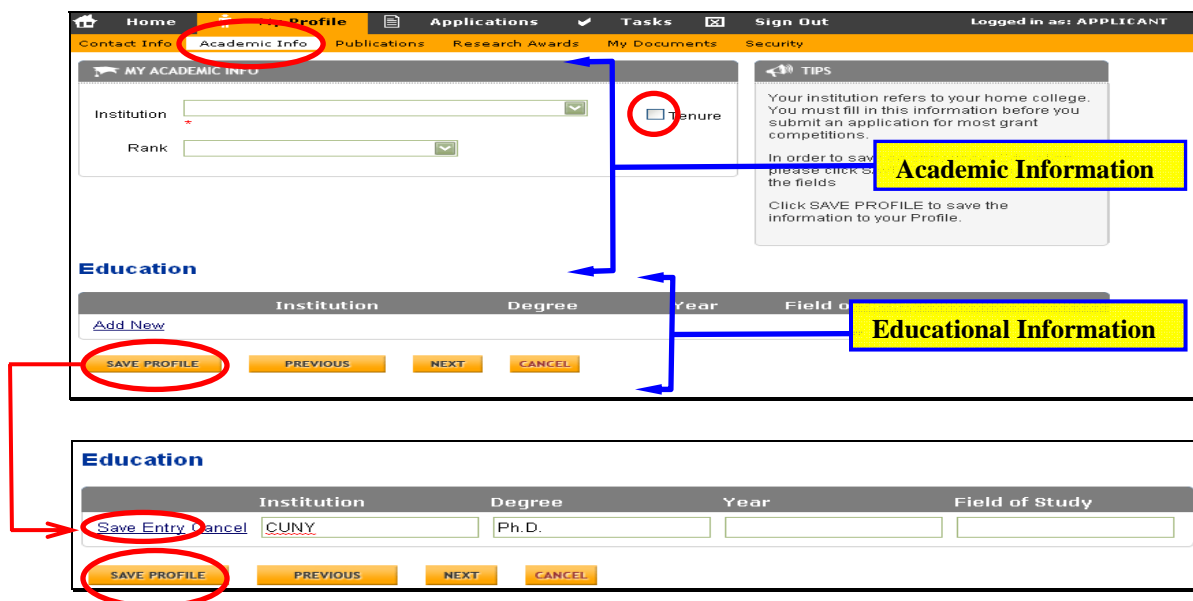 Home My Profile Applications Tasks Sign Out Logged in as: APPLICANT
Contact Info Academic Info Publications Research Awards My Documents Security
MY ACADEMIC INFO
Institution
*
Tenure
Rank
TIPS
Your institution refers to your home college.
You must fill in this information before you
submit an application for most grant
competitions.
In order to sav
please click
the fields
Click SAVE PROFILE to save the
information to your Profile.
Academic Information
Education
Institution Degree Year Field o
Add New
Educational Information
SAVE PROFILE PREVIOUS NEXT CANCEL
Education
Institution Degree Year Field of Study
Save Entry Cancel CUNY Ph.D.
SAVE PROFILE PREVIOUS NEXT CANCEL